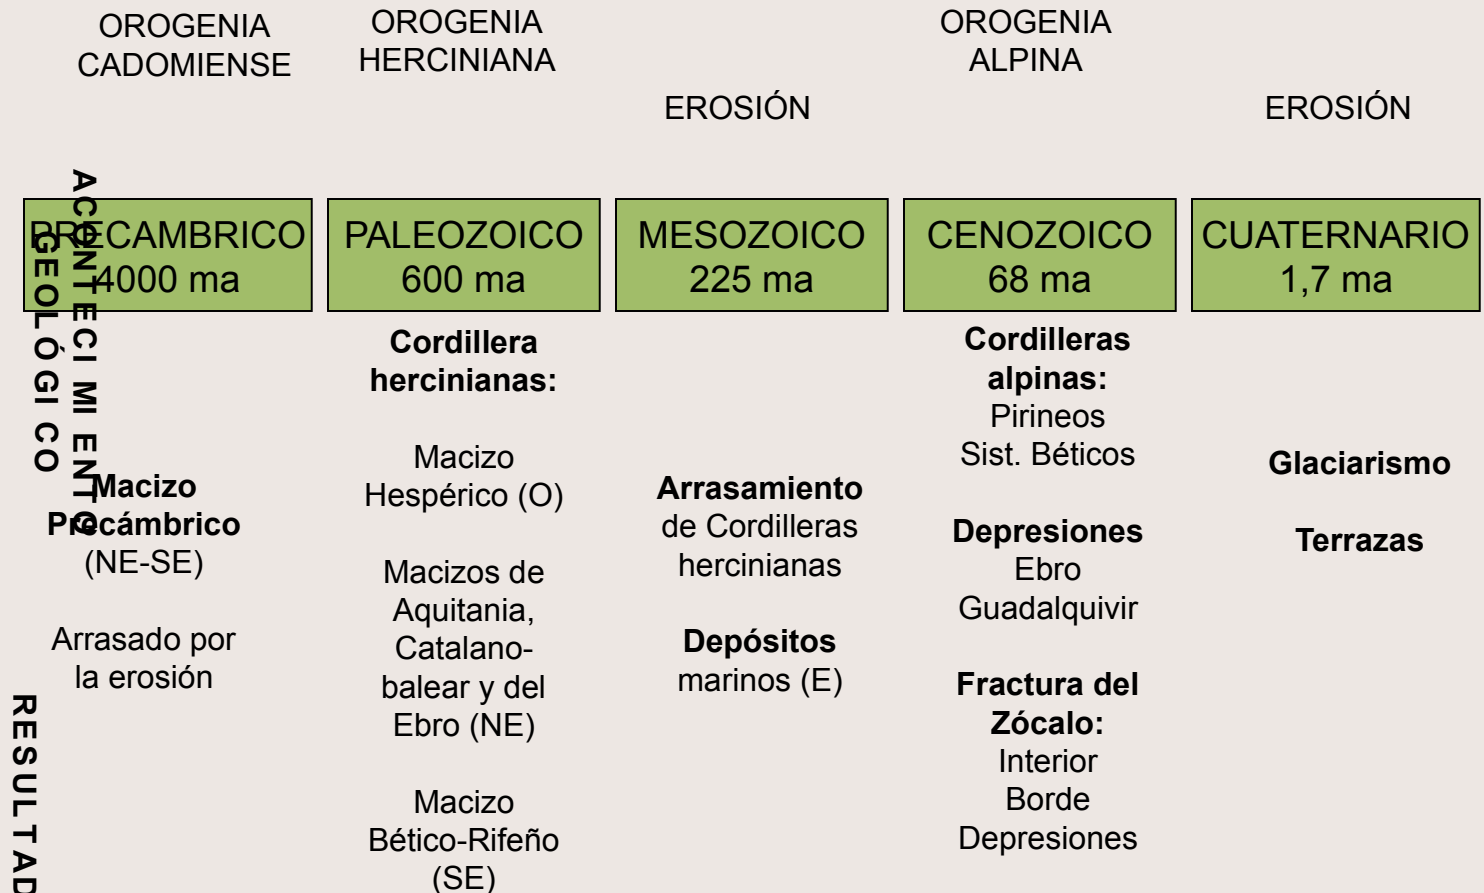 OROGENIA
CADOMIENSE
OROGENIA
HERCINIANA
EROSIÓN
OROGENIA
ALPINA
EROSIÓN
ACONTECIMIENTO
GEOLÓGICO
PRECAMBRICO
4000 ma
PALEOZOICO
600 ma
MESOZOICO
225 ma
CENOZOICO
68 ma
CUATERNARIO
1,7 ma
RESULTAD
Macizo
Precámbrico
(NE-SE)
Arrasado por
la erosión
Cordillera
hercinianas:
Macizo
Hespérico (O)
Macizos de
Aquitania,
Catalano-
balear y del
Ebro (NE)
Macizo
Bético-Rifeño
(SE)
Arrasamiento
de Cordilleras
hercinianas
Depósitos
marinos (E)
Cordilleras
alpinas:
Pirineos
Sist. Béticos
Depresiones
Ebro
Guadalquivir
Fractura del
Zócalo:
Interior
Borde
Depresiones
Glaciarismo
Terrazas